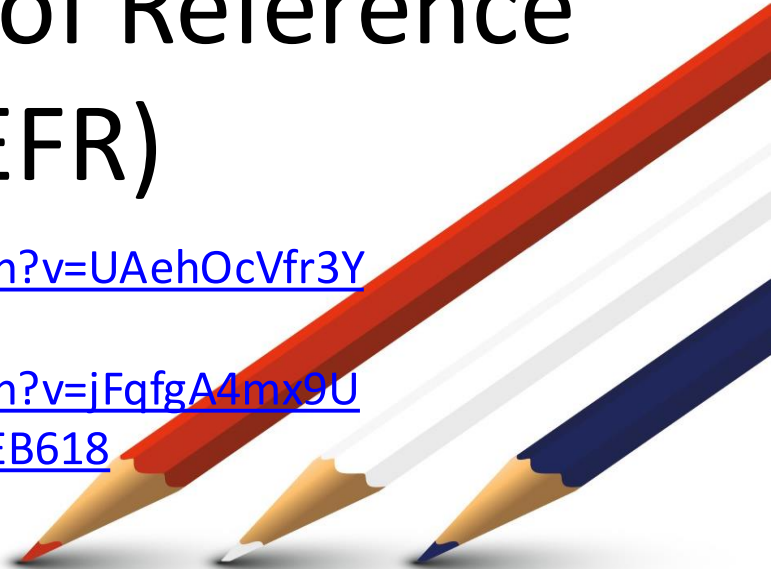 of Reference
EFR)
h?v=UAehOcVfr3Y
h?v=jFqfgA4mx9U
EB618